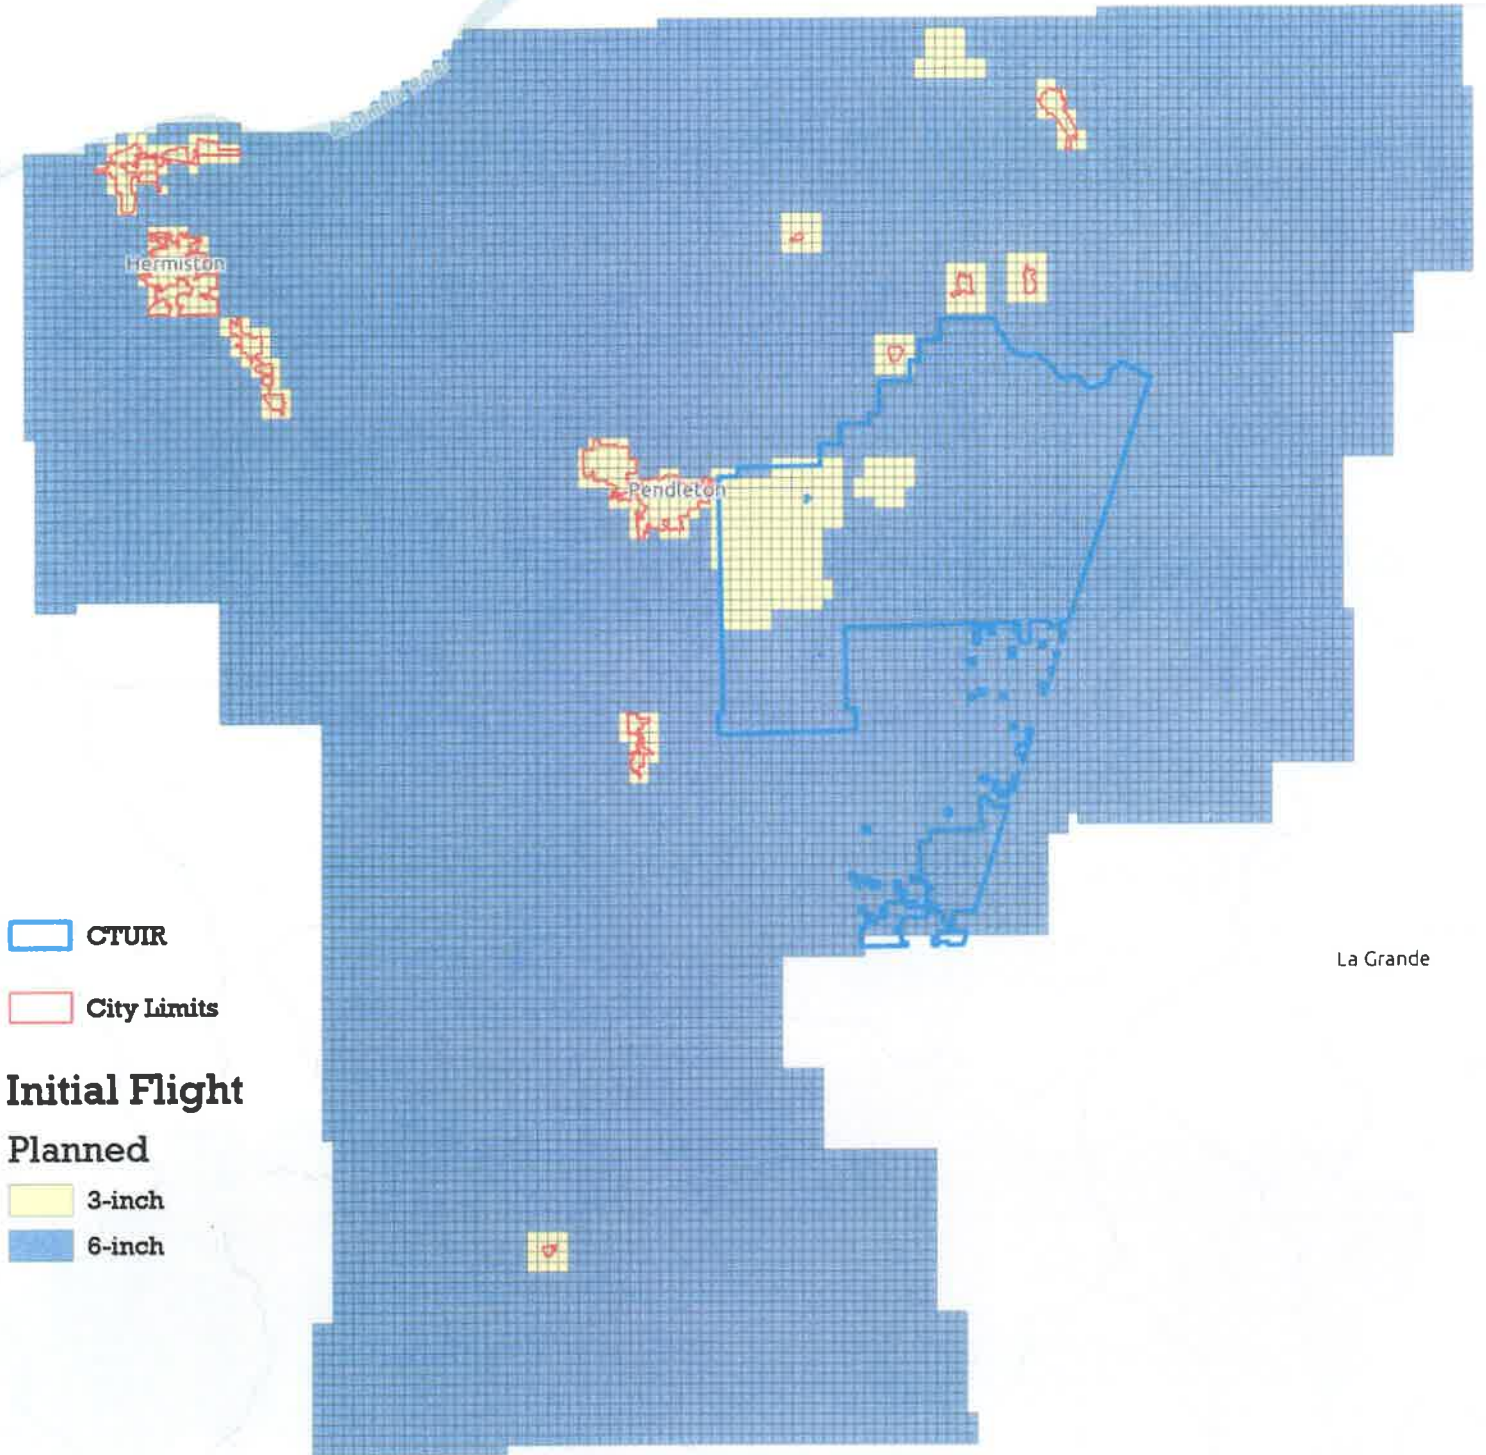 Hermiston
Pendleton
CTUIR
City Limits
La Grande
Initial Flight
Planned
3-inch
6-inch